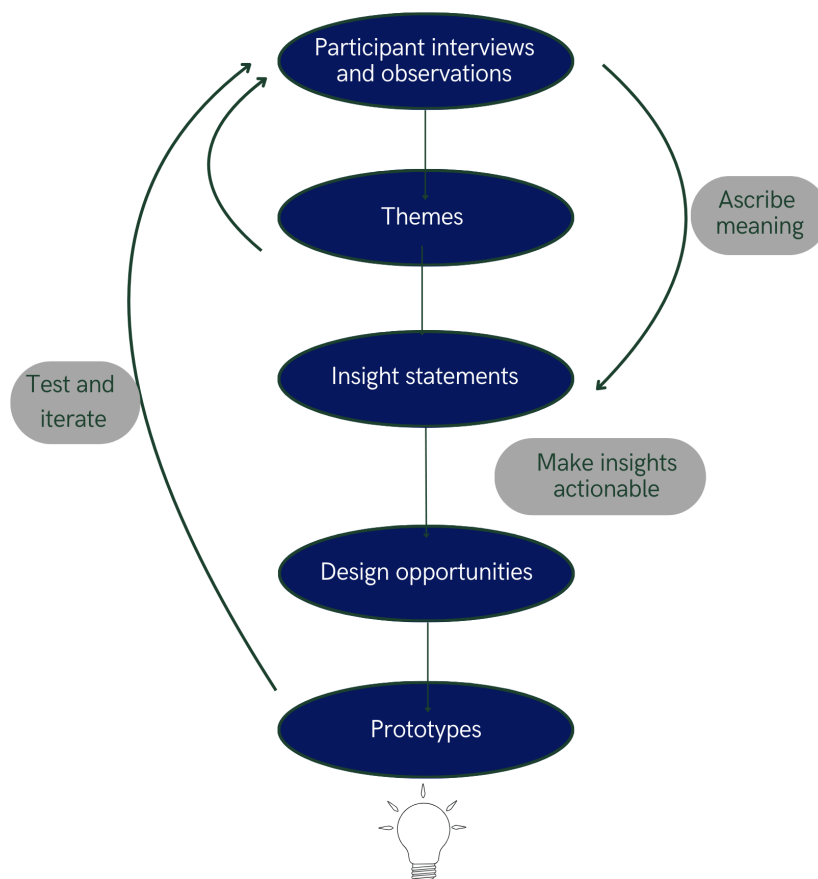 Participant interviews
and observations
Ascribe
meaning
Themes
Insight statements
Test and
iterate
Make insights
actionable
Design opportunities
Prototypes